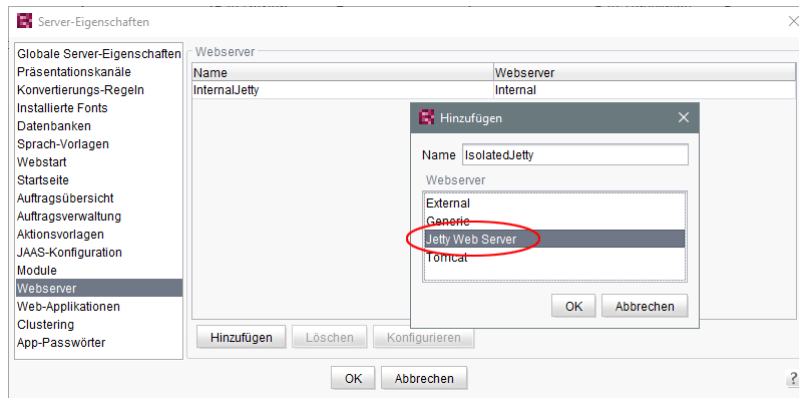 Server-Eigenschaften
Globale Server-Eigenschaften
Präsentationskanäle
Konvertierungs-Regeln
Installierte Fonts
Datenbanken
Sprach-Vorlagen
Webstart
Startseite
Auftragsübersicht
Auftragsverwaltung
Aktionsvorlagen
JAAS-Konfiguration
Module
Webserver
Web-Applikationen
Clustering
App-Passwörter
Webserver
Name Webserver
InternalJetty Internal
Hinzufügen
Name IsolatedJetty
Webserver
External
Generic
Jetty Web Server
Tomcat
OK Abbrechen
Hinzufügen Löschen Konfigurieren
OK Abbrechen
?